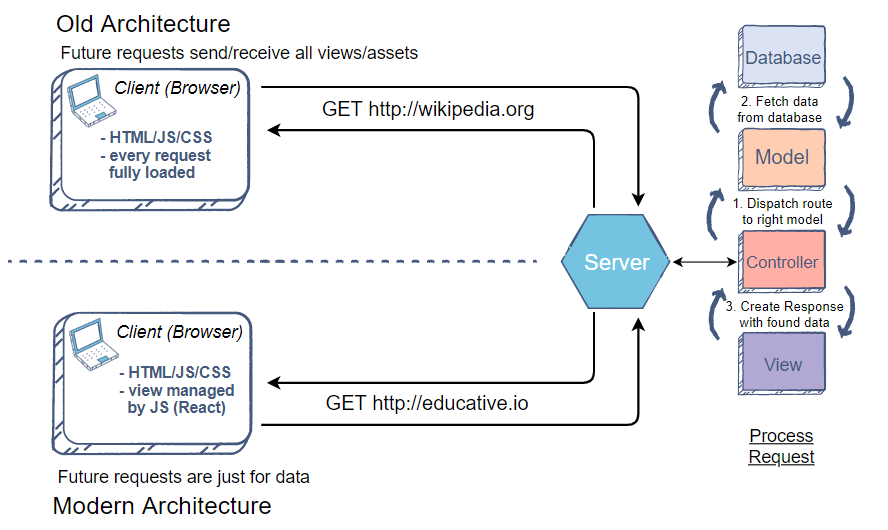 Old Architecture
Future requests send/receive all views/assets
Client (Browser)
- HTML/JS/CSS
- every request
fully loaded
GET http://wikipedia.org
Server
Client (Browser)
- HTML/JS/CSS
- view managed
by JS (React)
GET http://educative.io
Future requests are just for data
Modern Architecture
Database
2. Fetch data
from database
Model
1. Dispatch route
to right model
Controller
3. Create Response
with found data
View
Process
Request